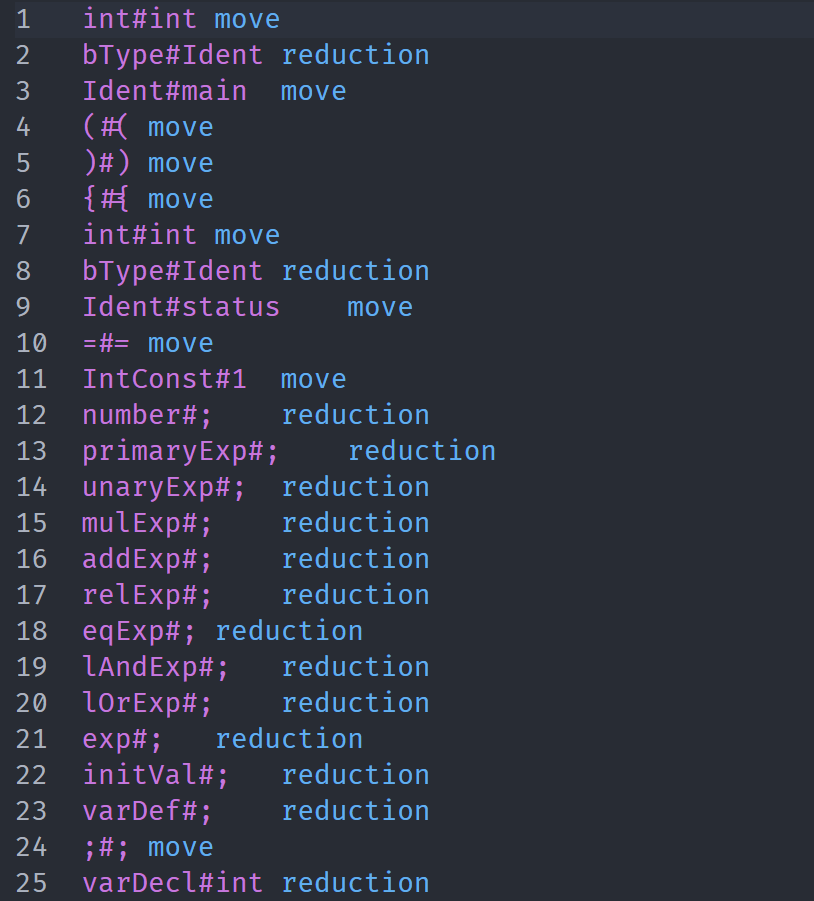 1 int#int move
2 bType#Ident reduction
3 Ident#main move
4 (#( move
5 )#) move
6 {#{ move
7 int#int move
8 bType#Ident reduction
9 Ident#status move
10 =#= move
11 IntConst#1 move
12 number#; reduction
13 primaryExp#; reduction
14 unaryExp#; reduction
15 mulExp#; reduction
16 addExp#; reduction
17 relExp#; reduction
18 eqExp#; reduction
19 lAndExp#; reduction
20 lOrExp#; reduction
21 exp#; reduction
22 initVal#; reduction
23 varDef#; reduction
24 ;#; move
25 varDecl#int reduction